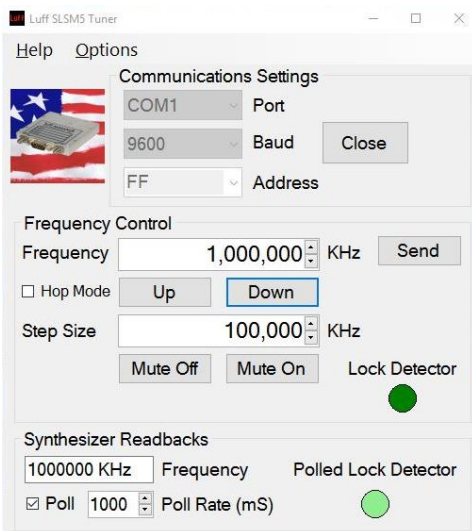 Luff Luff SLSM5 Tuner
Help Options
Communications Settings
COM1 Port
9600 Baud Close
FF Address
Frequency Control
Frequency 1,000,000 KHz Send
Hop Mode Up Down
Step Size 100,000 KHz
Mute Off Mute On Lock Detector
Synthesizer Readbacks
1000000 KHz Frequency Polled Lock Detector
Poll 1000 Poll Rate (mS)